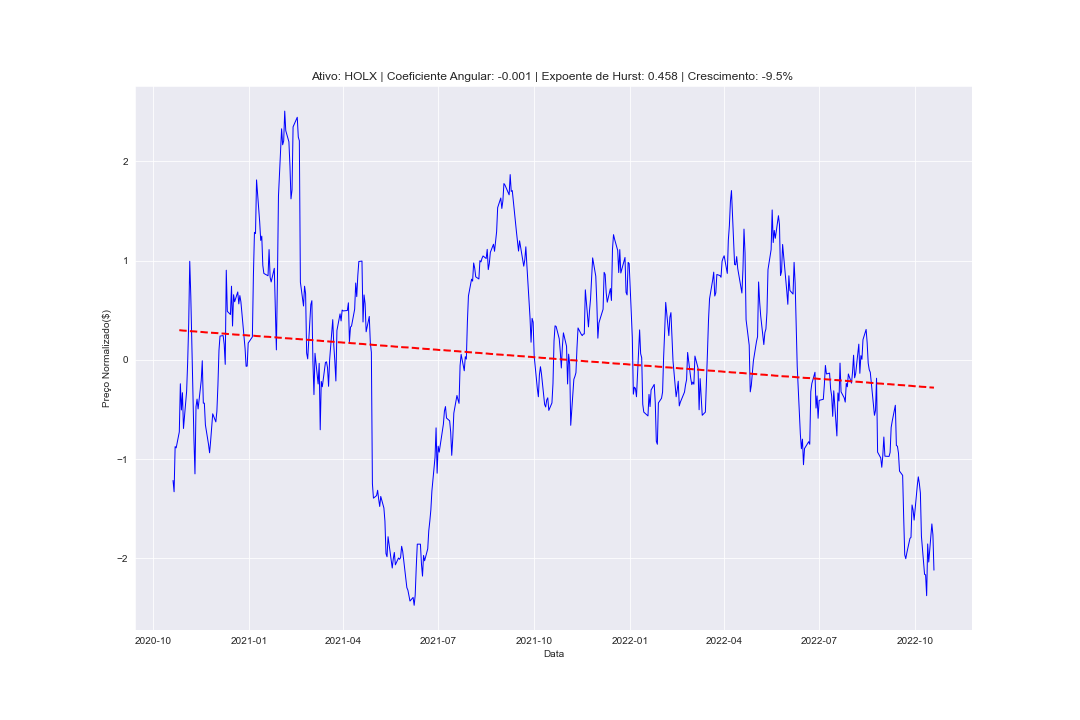 Ativo: HOLX | Coeficiente Angular: -0.001 | Expoente de Hurst: 0.458 | Crescimento: -9.5%
Preço Normalizado($)
2
1
0
−1
−2
2020-10 2021-01 2021-04 2021-07 2021-10 2022-01 2022-04 2022-07 2022-10
Data